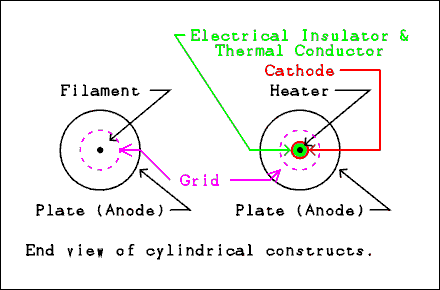 Electrical Insulator &
Thermal Conductor
Cathode
Filament
Heater
Grid
Plate (Anode)
Plate (Anode)
End view of cylindrical constructs.